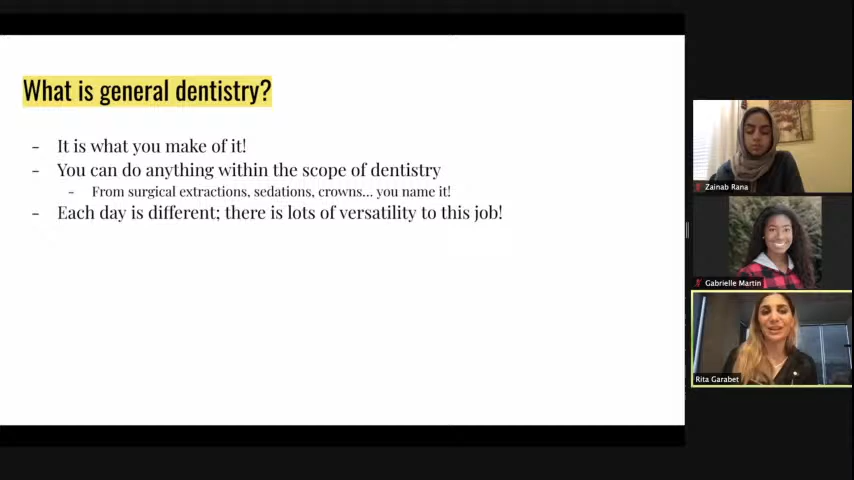 What is general dentistry?
- It is what you make of it!
- You can do anything within the scope of dentistry
- From surgical extractions, sedations, crowns... you name it!
- Each day is different; there is lots of versatility to this job!
Zainab Rana
Gabrielle Martin
Rita Garabet